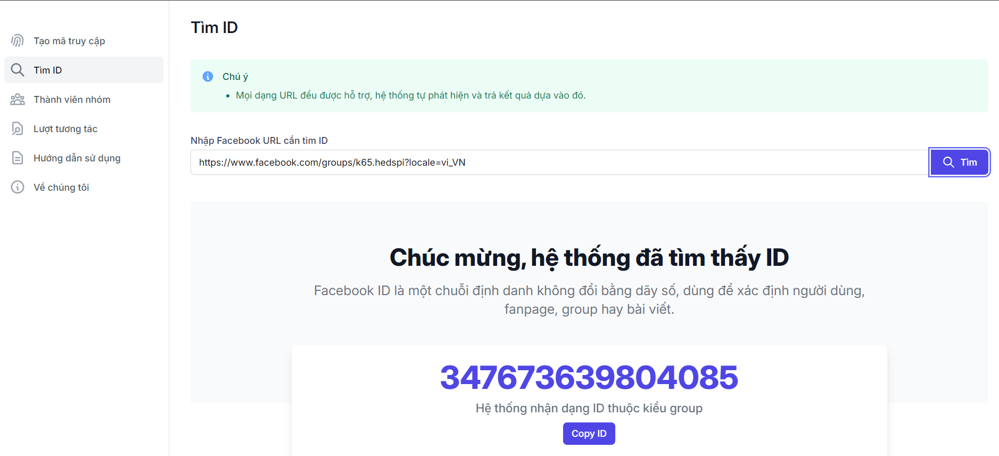 Tạo mã truy cập
Tìm ID
Thành viên nhóm
Lượt tương tác
Hướng dẫn sử dụng
Về chúng tôi
Tìm ID
Chú ý
Mọi dạng URL đều được hỗ trợ, hệ thống tự phát hiện và trả kết quả dựa vào đó.
Nhập Facebook URL cần tìm ID
https://www.facebook.com/groups/k65.hedspi?locale=vi_VN
Tìm
Chúc mừng, hệ thống đã tìm thấy ID
Facebook ID là một chuỗi định danh không đổi bằng dãy số, dùng để xác định người dùng,
fanpage, group hay bài viết.
347673639804085
Hệ thống nhận dạng ID thuộc kiểu group
Copy ID